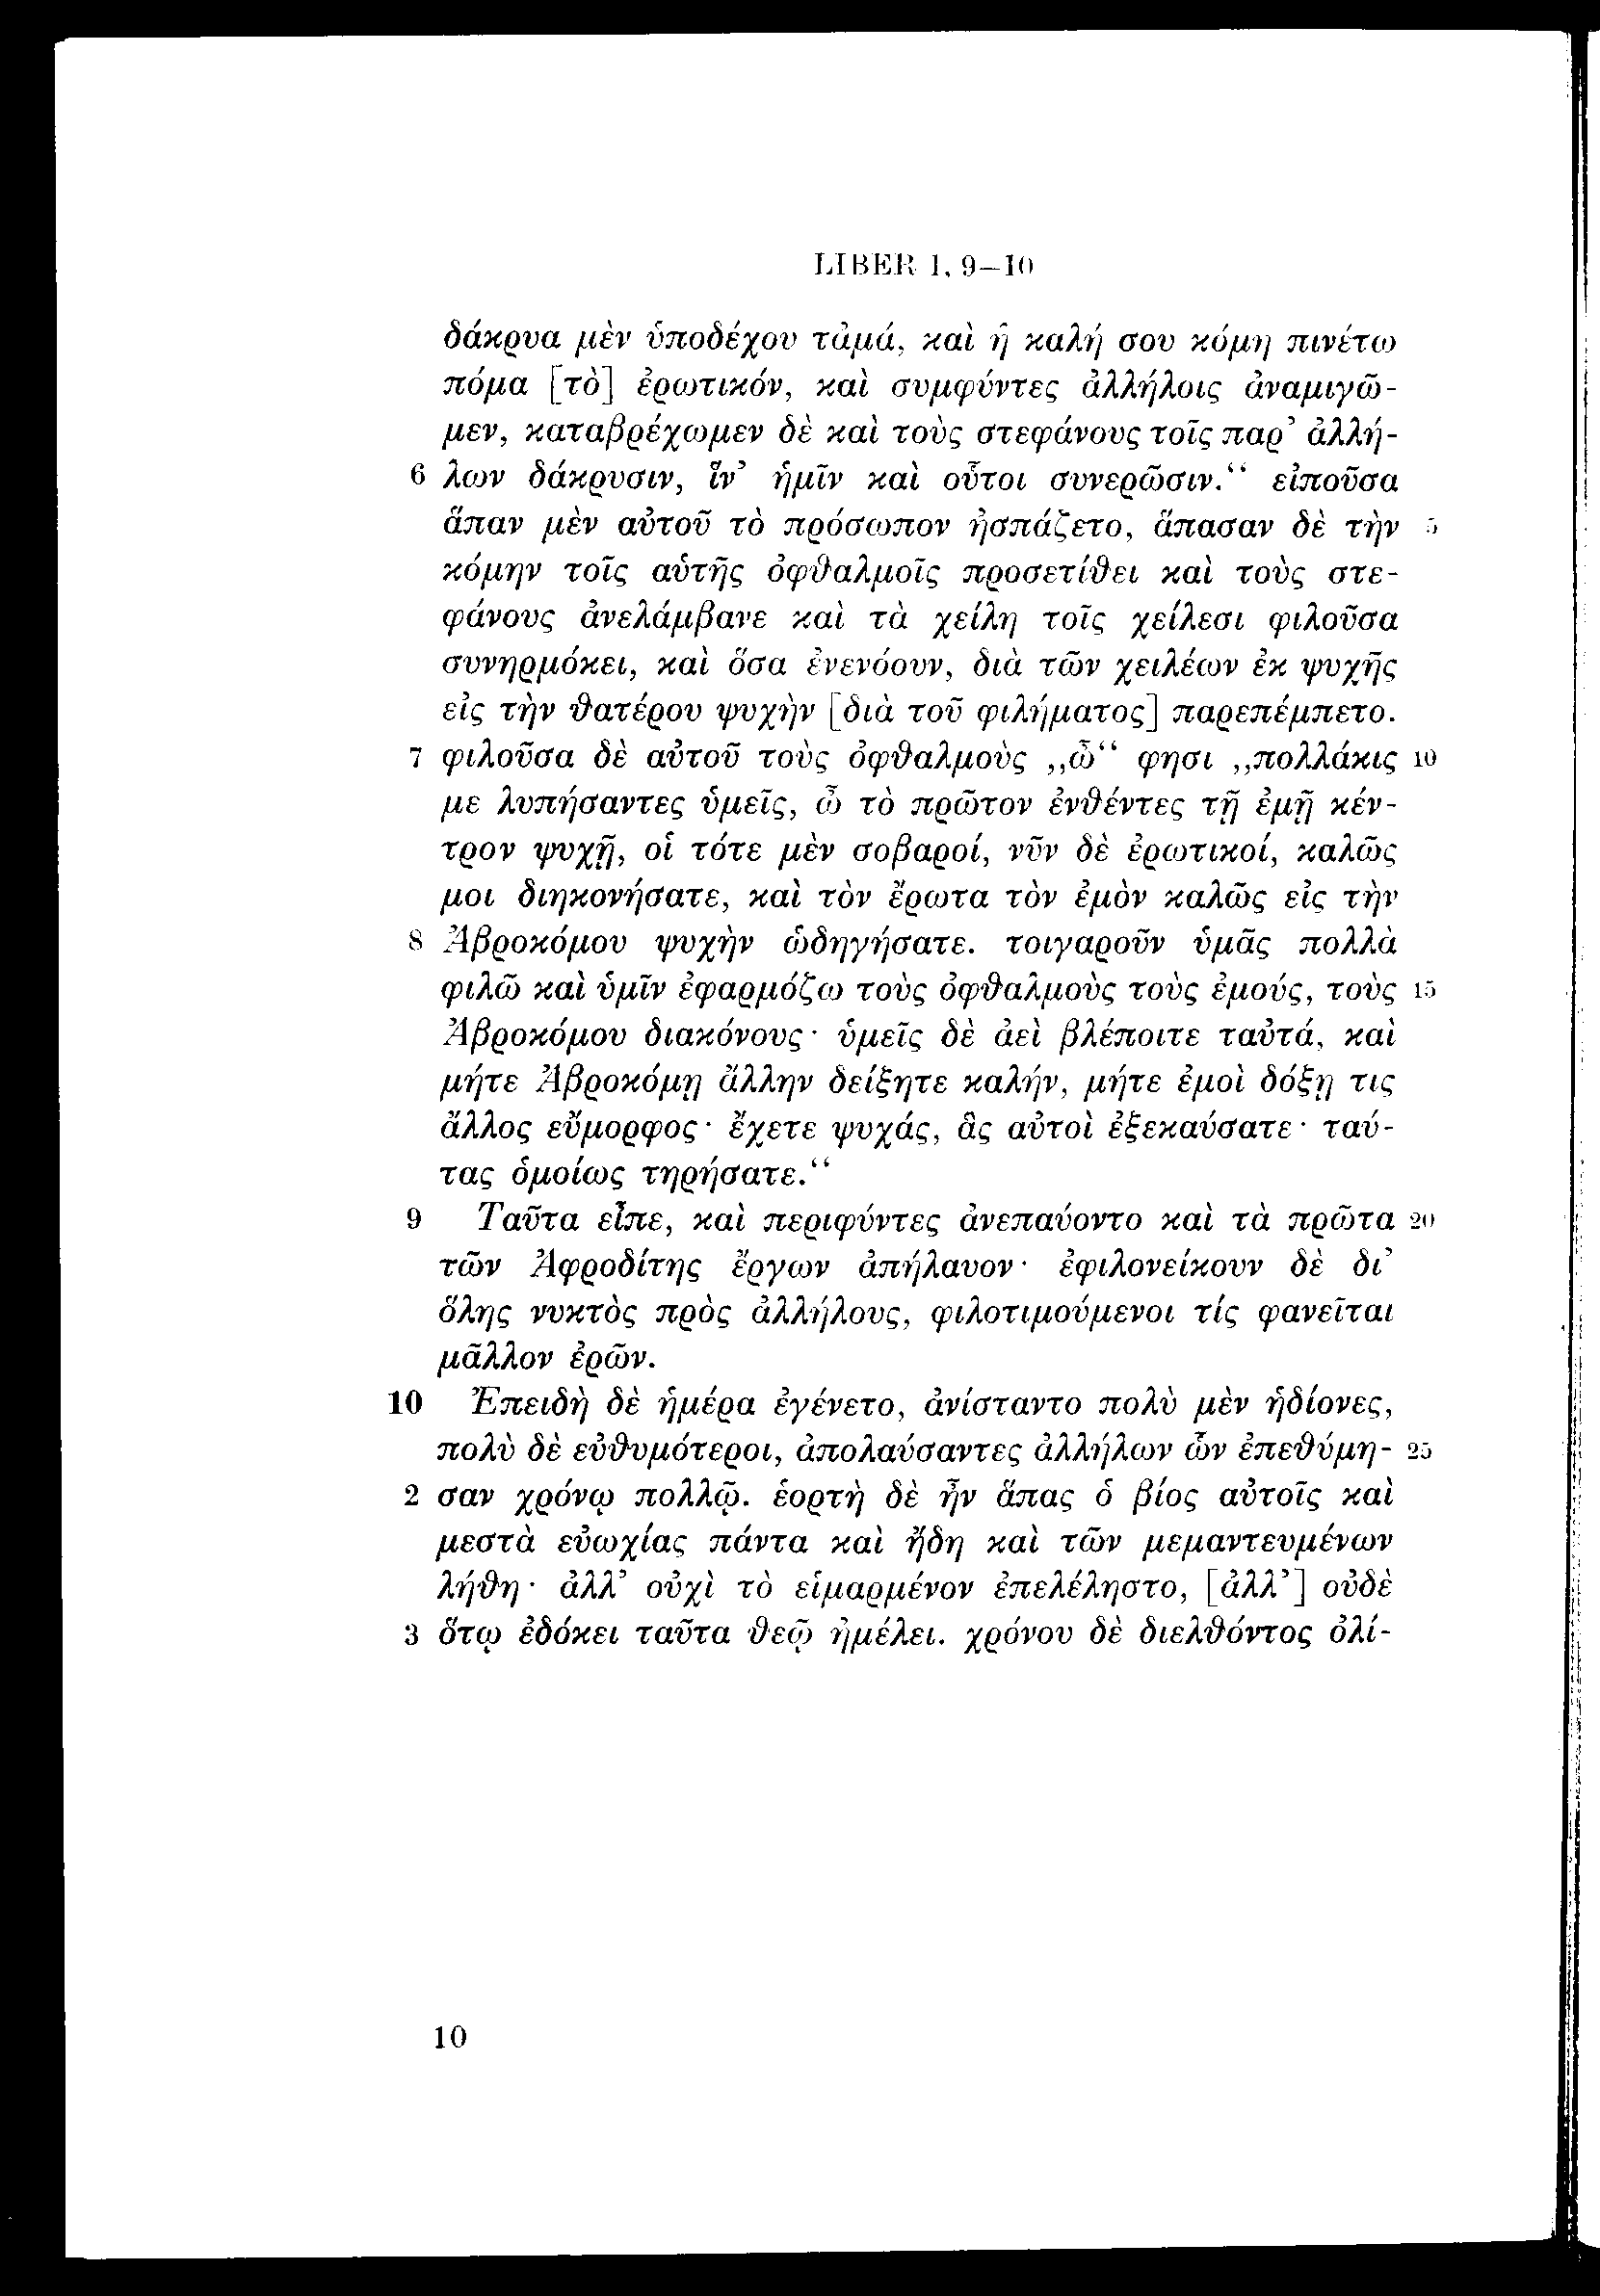 LIBER 1, 9–10
δάκρυα μὲν ὑποδέχου τἀμά, καὶ ἡ καλή σου κόμη πινέτω
πόμα [τὸ] ἐρωτικόν, καὶ συμφύντες ἀλλήλοις ἀναμιγῶ-
μεν, καταβρέχωμεν δὲ καὶ τοὺς στεφάνους τοῖς παρ’ ἀλλή-
6 λων δάκρυσιν, ἵν’ ἡμῖν καὶ οὗτοι συνερῶσιν.“ εἰποῦσα
ἅπαν μὲν αὐτοῦ τὸ πρόσωπον ἠσπάζετο, ἅπασαν δὲ τὴν 5
κόμην τοῖς αὑτῆς ὀφθαλμοῖς προσετίθει καὶ τοὺς στε-
φάνους ἀνελάμβανε καὶ τὰ χείλη τοῖς χείλεσι φιλοῦσα
συνηρμόκει, καὶ ὅσα ἐνενόουν, διὰ τῶν χειλέων ἐκ ψυχῆς
εἰς τὴν θατέρου ψυχὴν [διὰ τοῦ φιλήματος] παρεπέμπετο.
7 φιλοῦσα δὲ αὐτοῦ τοὺς ὀφθαλμοὺς „ὦ“ φησι „πολλάκις 10
με λυπήσαντες ὑμεῖς, ὦ τὸ πρῶτον ἐνθέντες τῇ ἐμῇ κέν-
τρον ψυχῇ, οἱ τότε μὲν σοβαροί, νῦν δὲ ἐρωτικοί, καλῶς
μοι διηκονήσατε, καὶ τὸν ἔρωτα τὸν ἐμὸν καλῶς εἰς τὴν
8 Ἁβροκόμου ψυχὴν ὡδηγήσατε. τοιγαροῦν ὑμᾶς πολλὰ
φιλῶ καὶ ὑμῖν ἐφαρμόζω τοὺς ὀφθαλμοὺς τοὺς ἐμούς, τοὺς 15
Ἁβροκόμου διακόνους· ὑμεῖς δὲ ἀεὶ βλέποιτε ταὐτά, καὶ
μήτε Ἁβροκόμῃ ἄλλην δείξητε καλήν, μήτε ἐμοὶ δόξῃ τις
ἄλλος εὔμορφος· ἔχετε ψυχάς, ἃς αὐτοὶ ἐξεκαύσατε· ταύ-
τας ὁμοίως τηρήσατε.“
9 Ταῦτα εἶπε, καὶ περιφύντες ἀνεπαύοντο καὶ τὰ πρῶτα 20
τῶν Ἀφροδίτης ἔργων ἀπήλαυον· ἐφιλονείκουν δὲ δι’
ὅλης νυκτὸς πρὸς ἀλλήλους, φιλοτιμούμενοι τίς φανεῖται
μᾶλλον ἐρῶν.
10 Ἐπειδὴ δὲ ἡμέρα ἐγένετο, ἀνίσταντο πολὺ μὲν ἡδίονες,
πολὺ δὲ εὐθυμότεροι, ἀπολαύσαντες ἀλλήλων ὧν ἐπεθύμη- 25
2 σαν χρόνῳ πολλῷ. ἑορτὴ δὲ ἦν ἅπας ὁ βίος αὐτοῖς καὶ
μεστὰ εὐωχίας πάντα καὶ ἤδη καὶ τῶν μεμαντευμένων
λήθη· ἀλλ’ οὐχὶ τὸ εἱμαρμένον ἐπελέληστο, [ἀλλ’] οὐδὲ
3 ὅτῳ ἐδόκει ταῦτα θεῷ ἠμέλει. χρόνου δὲ διελθόντος ὀλί-
10